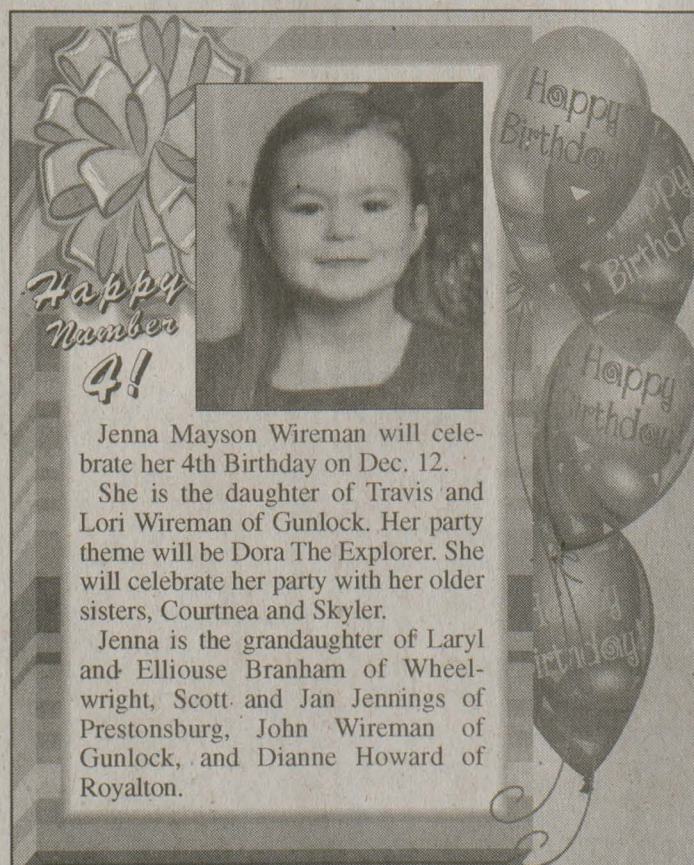 Happy
Number
4!
Happy
Birthday
Happy
Birthday
Happy
Birthday!
Happy
Birthday!
Jenna Mayson Wireman will cele-
brate her 4th Birthday on Dec. 12.
She is the daughter of Travis and
Lori Wireman of Gunlock. Her party
theme will be Dora The Explorer. She
will celebrate her party with her older
sisters, Courtnea and Skyler.
Jenna is the grandaughter of Laryl
and Elliouse Branham of Wheel-
wright, Scott and Jan Jennings of
Prestonsburg, John Wireman of
Gunlock, and Dianne Howard of
Royalton.